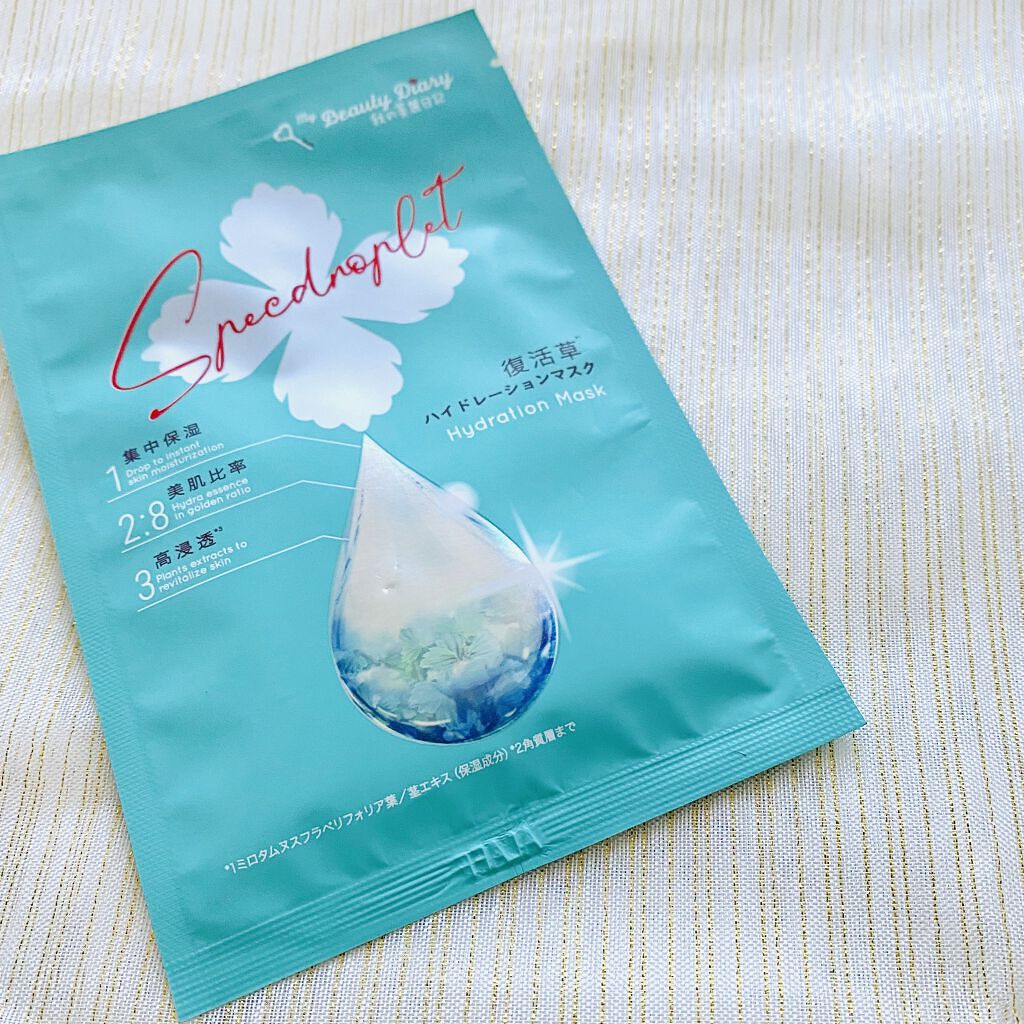 My Beauty Diary
我的美麗日記
Specdroplet
復活草
ハイドレーションマスク
Hydration Mask
1 集中保湿
Drop to instant
skin moisturization
2:8 美肌比率
Hydra essence
in golden ratio
3 高浸透*3
Plants extracts to
revitalize skin
*1ミロタムヌスフラベリフォリア葉/茎エキス(保湿成分) *2角質層まで